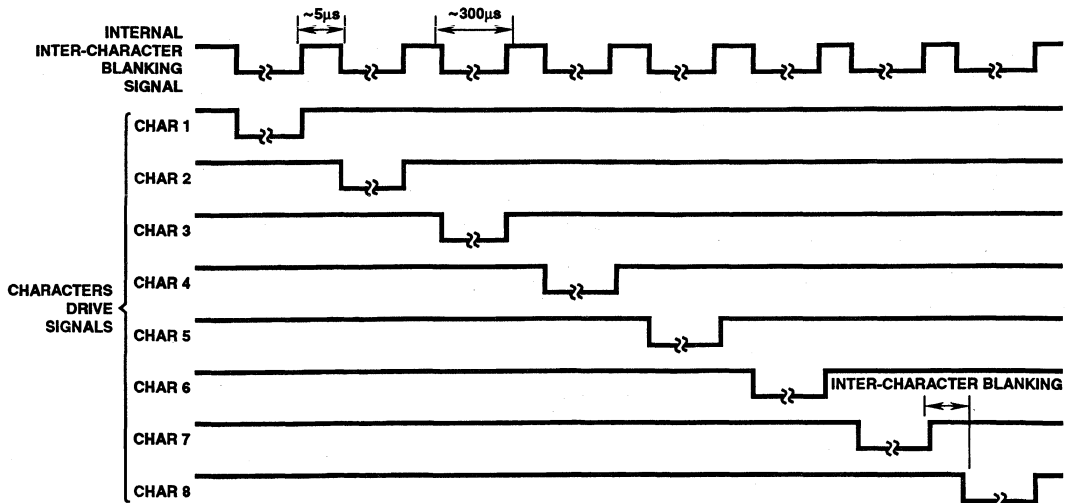 ~5µs
~300µs
INTERNAL
INTER-CHARACTER
BLANKING
SIGNAL
CHAR 1
CHAR 2
CHAR 3
CHAR 4
CHARACTERS
DRIVE
SIGNALS
CHAR 5
CHAR 6
INTER-CHARACTER BLANKING
CHAR 7
CHAR 8